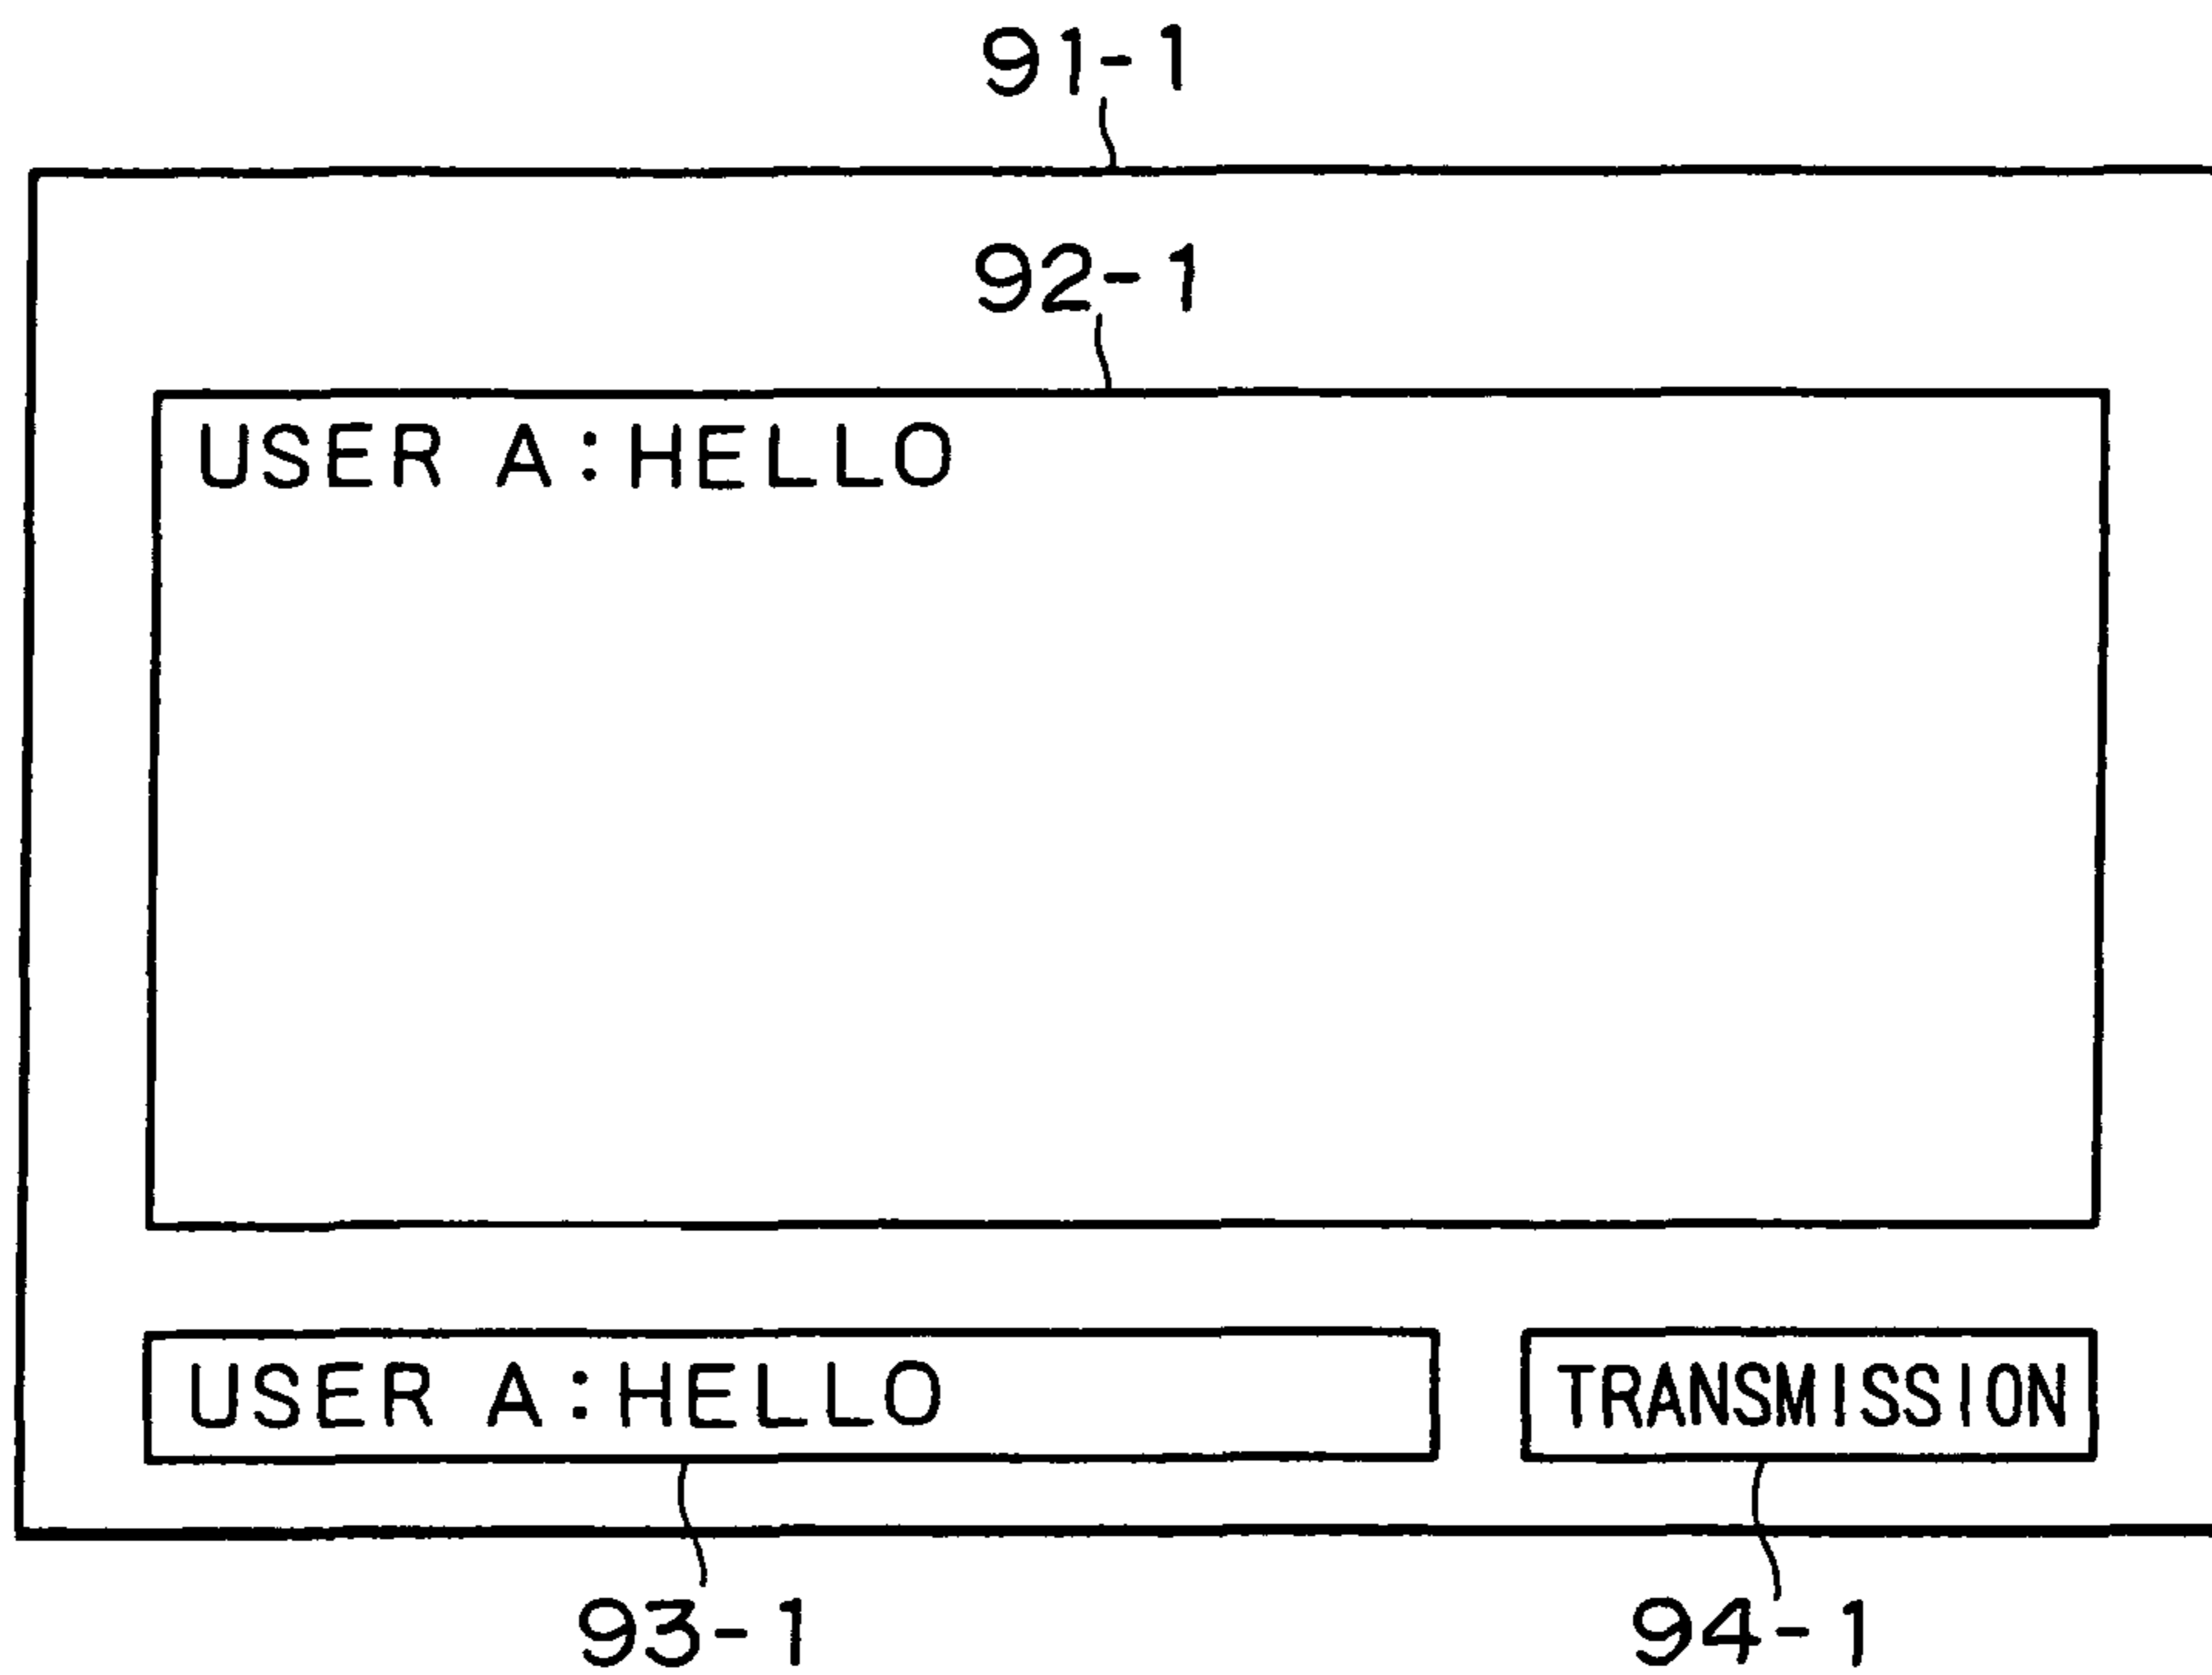 91-1
92-1
USER A:HELLO
USER A:HELLO
TRANSMISSION
93-1
94-1